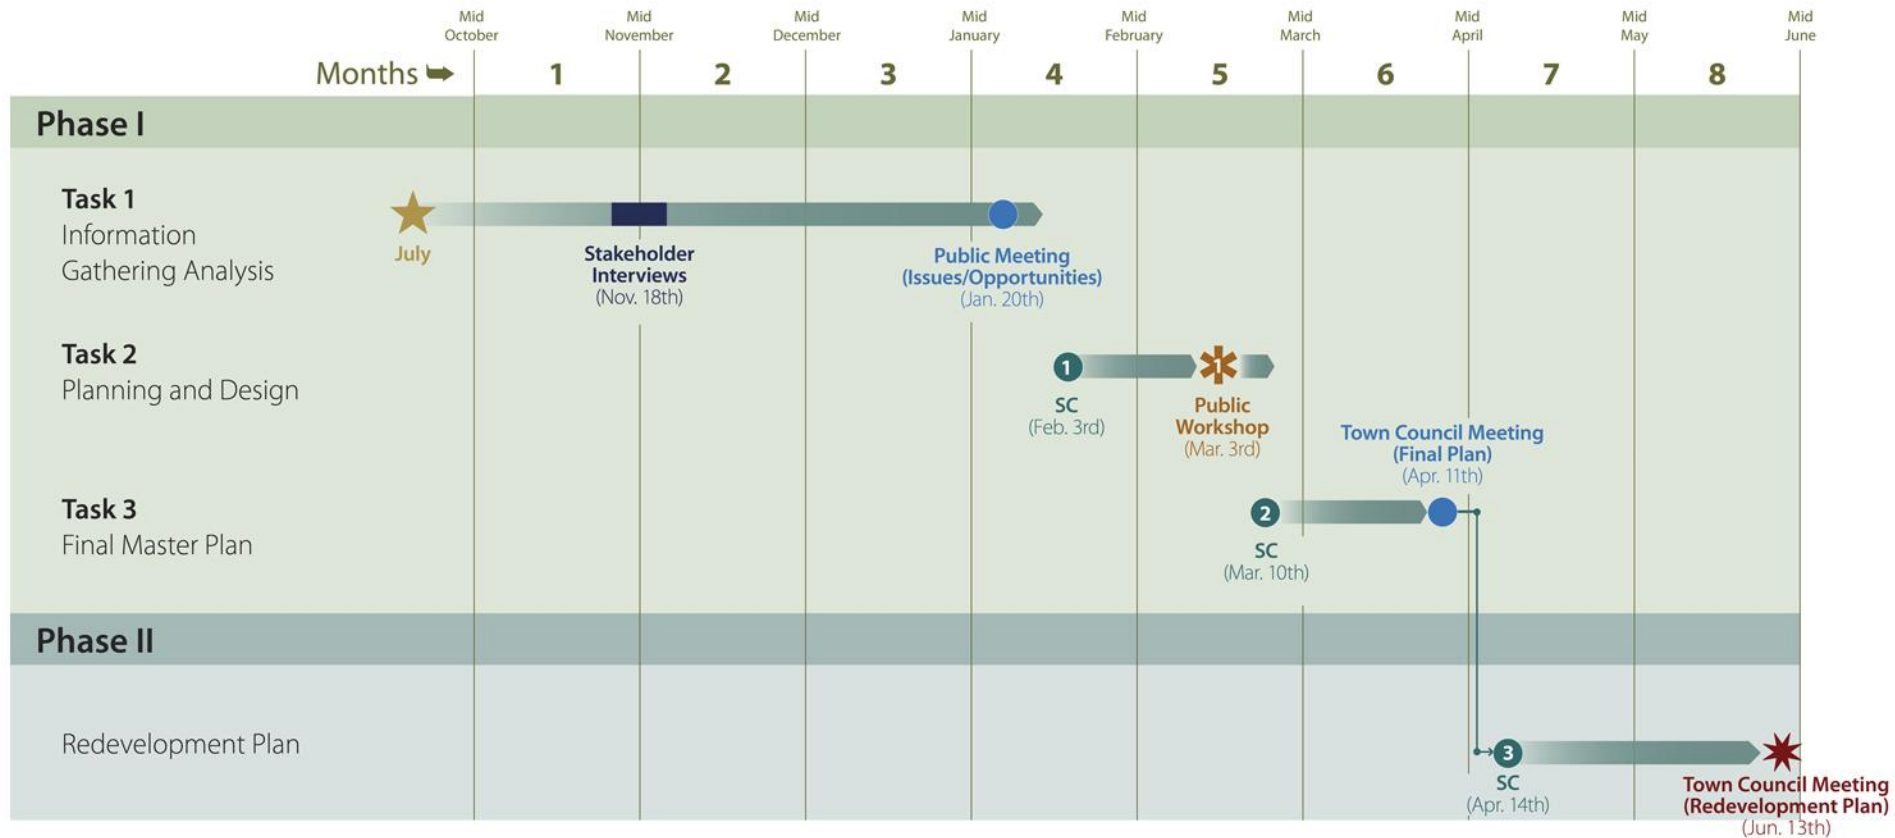 Mid
October
Mid
November
Mid
December
Mid
January
Mid
February
Mid
March
Mid
April
Mid
May
Mid
June
Months 1 2 3 4 5 6 7 8
Phase I
Task 1
Information
Gathering Analysis
July
Stakeholder
Interviews
(Nov. 18th)
Public Meeting
(Issues/Opportunities)
(Jan. 20th)
Task 2
Planning and Design
1
SC
(Feb. 3rd)
1
Public
Workshop
(Mar. 3rd)
Town Council Meeting
(Final Plan)
(Apr. 11th)
Task 3
Final Master Plan
2
SC
(Mar. 10th)
Phase II
Redevelopment Plan
3
SC
(Apr. 14th)
Town Council Meeting
(Redevelopment Plan)
(Jun. 13th)